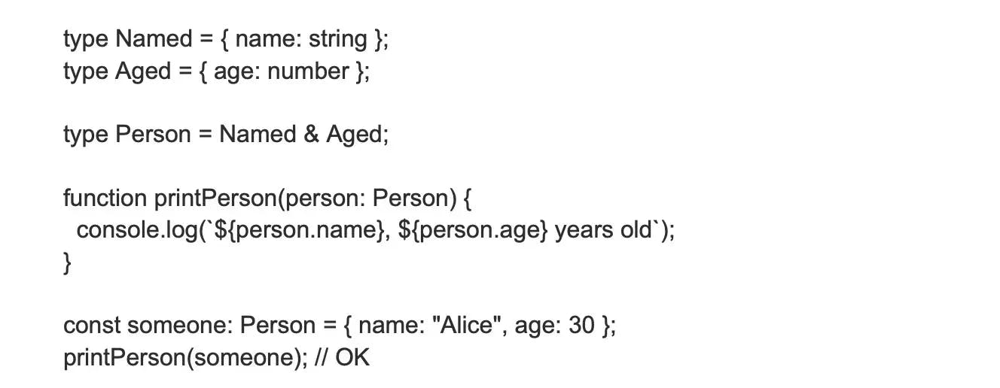 type Named = { name: string };
type Aged = { age: number };
type Person = Named & Aged;
function printPerson(person: Person) {
  console.log(`${person.name}, ${person.age} years old`);
}
const someone: Person = { name: "Alice", age: 30 };
printPerson(someone); // OK